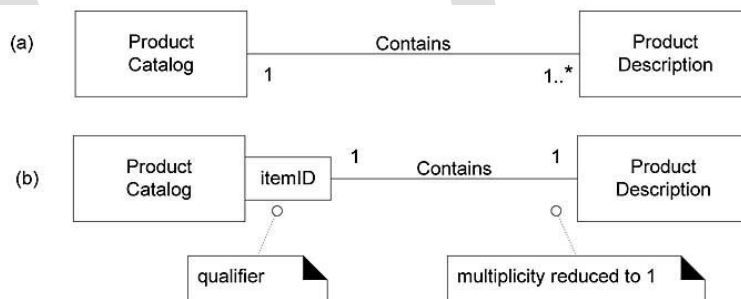 (a)
Product
Catalog
Contains
1
1..*
Product
Description
(b)
Product
Catalog
itemID
1
Contains
1
Product
Description
qualifier
multiplicity reduced to 1